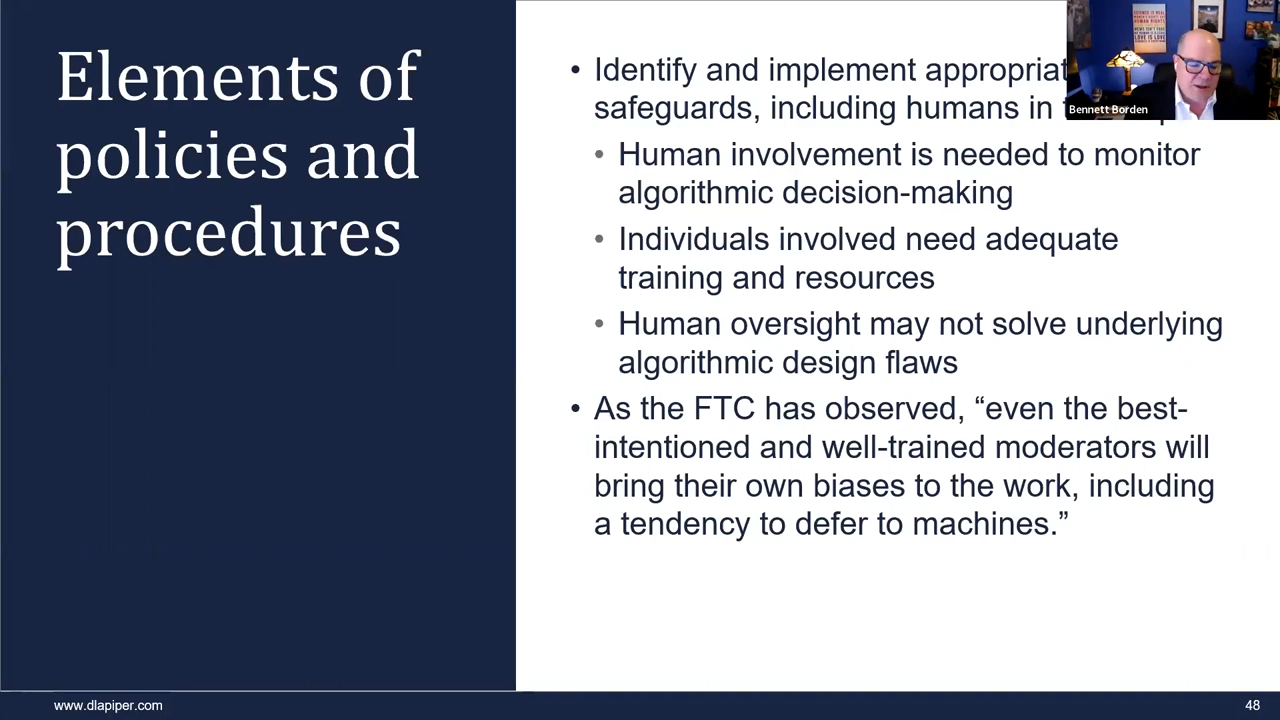 Elements of
policies and
procedures
• Identify and implement appropriat
safeguards, including humans in
• Human involvement is needed to monitor
algorithmic decision-making
• Individuals involved need adequate
training and resources
• Human oversight may not solve underlying
algorithmic design flaws
• As the FTC has observed, “even the best-
intentioned and well-trained moderators will
bring their own biases to the work, including
a tendency to defer to machines.”
Bennett Borden
www.dlapiper.com
48